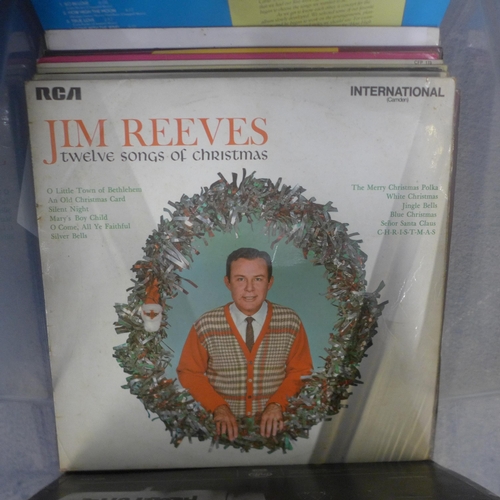 RCA
INTERNATIONAL
(Camden)
JIM REEVES
twelve songs of christmas
O Little Town of Bethlehem
An Old Christmas Card
Silent Night
Mary's Boy Child
O Come, All Ye Faithful
Silver Bells
The Merry Christmas Polka
White Christmas
Jingle Bells
Blue Christmas
Señor Santa Claus
C-H-R-I-S-T-M-A-S